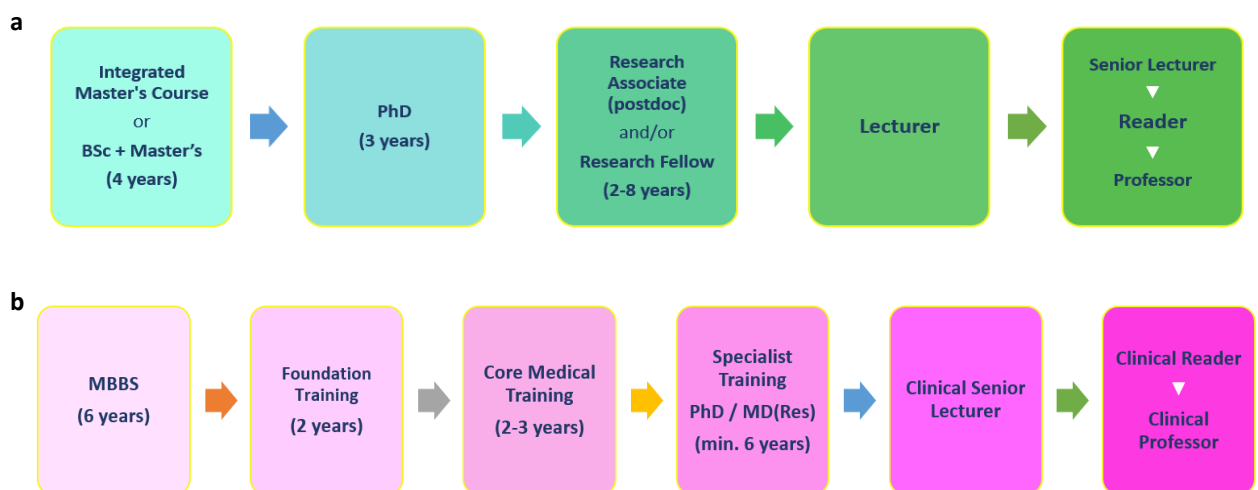 a
Integrated
Master's Course
or
BSc + Master’s
(4 years)
PhD
(3 years)
Research
Associate
(postdoc)
and/or
Research Fellow
(2-8 years)
Lecturer
Senior Lecturer
Reader
Professor
b
MBBS
(6 years)
Foundation
Training
(2 years)
Core Medical
Training
(2-3 years)
Specialist
Training
PhD / MD(Res)
(min. 6 years)
Clinical Senior
Lecturer
Clinical Reader
Clinical
Professor